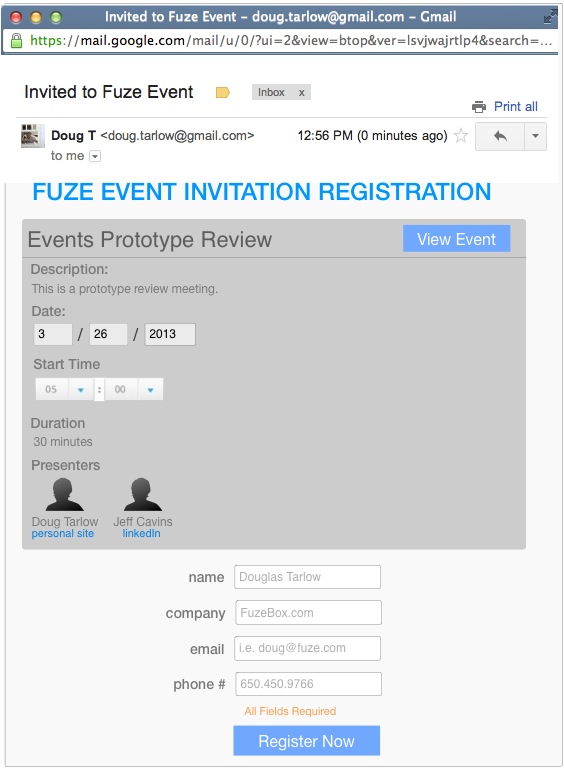 Invited to Fuze Event – doug.tarlow@gmail.com – Gmail
https://mail.google.com/mail/u/0/?ui=2&view=btop&ver=lsvjwajrtlp4&search=...
Invited to Fuze Event Inbox x
Print all
Doug T <doug.tarlow@gmail.com> 12:56 PM (0 minutes ago)
to me
FUZE EVENT INVITATION REGISTRATION
Events Prototype Review View Event
Description:
This is a prototype review meeting.
Date:
3 / 26 / 2013
Start Time
05 : 00
Duration
30 minutes
Presenters
Doug Tarlow Jeff Cavins
personal site linkedIn
name Douglas Tarlow
company FuzeBox.com
email i.e. doug@fuze.com
phone # 650.450.9766
All Fields Required
Register Now